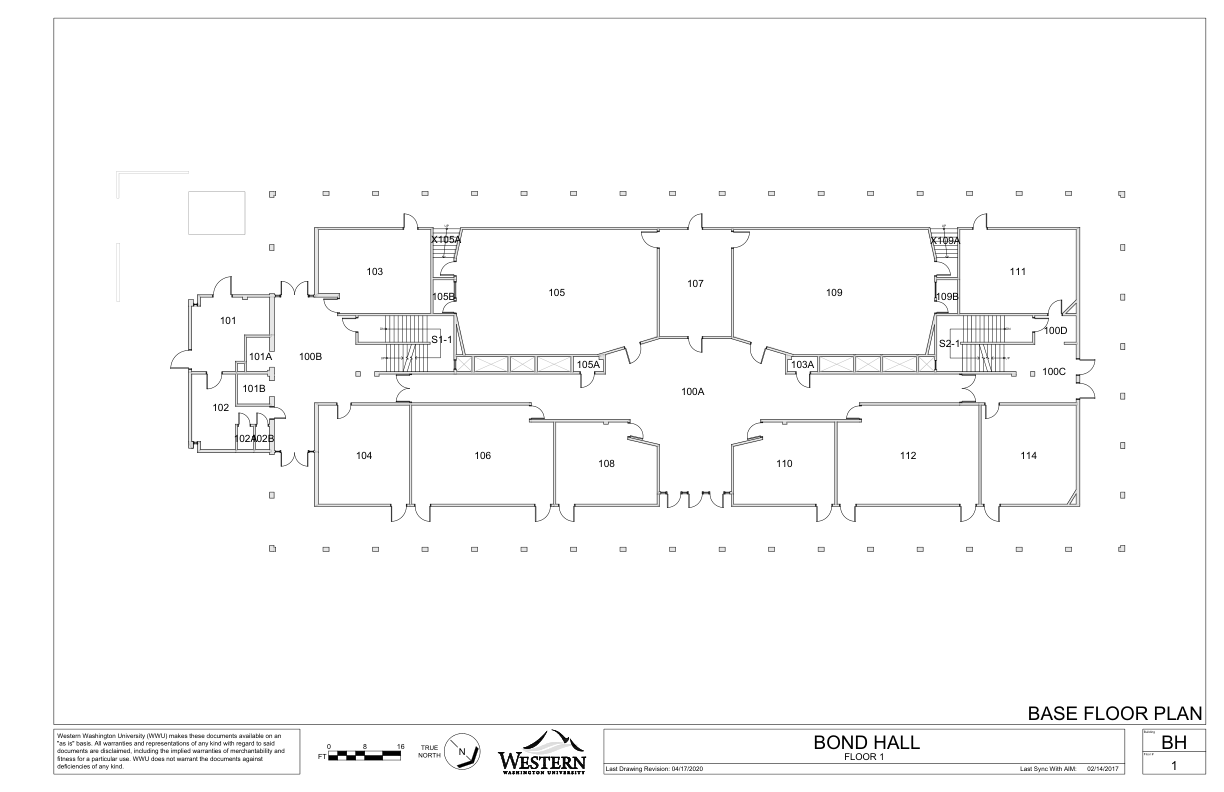 X105A
X109A
103
111
107
105
109
105B
109B
101
100D
S1-1
S2-1
101A
100B
105A
103A
100C
101B
100A
102
102A
102B
104
106
108
110
112
114
BASE FLOOR PLAN
Western Washington University (WWU) makes these documents available on an
"as is" basis. All warranties and representations of any kind with regard to said
documents are disclaimed, including the implied warranties of merchantability and
fitness for a particular use. WWU does not warrant the documents against
deficiencies of any kind.
0 8 16
FT
TRUE
NORTH
N
WESTERN
WASHINGTON UNIVERSITY
BOND HALL
FLOOR 1
Last Drawing Revision: 04/17/2020
Last Sync With AIM: 02/14/2017
Building
BH
1